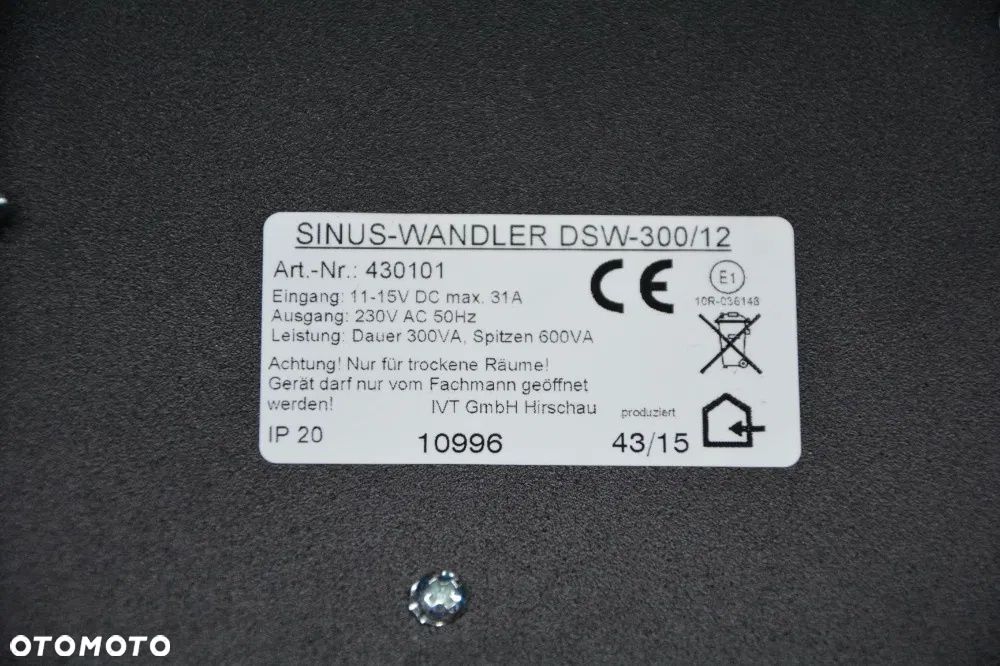 SINUS-WANDLER DSW-300/12
Art.-Nr.: 430101
CE
E1
10R-036148
Eingang: 11-15V DC max. 31A
Ausgang: 230V AC 50Hz
Leistung: Dauer 300VA, Spitzen 600VA
Achtung! Nur für trockene Räume!
Gerät darf nur vom Fachmann geöffnet
werden! IVT GmbH Hirschau
produziert
IP 20 10996 43/15
OTOMOTO